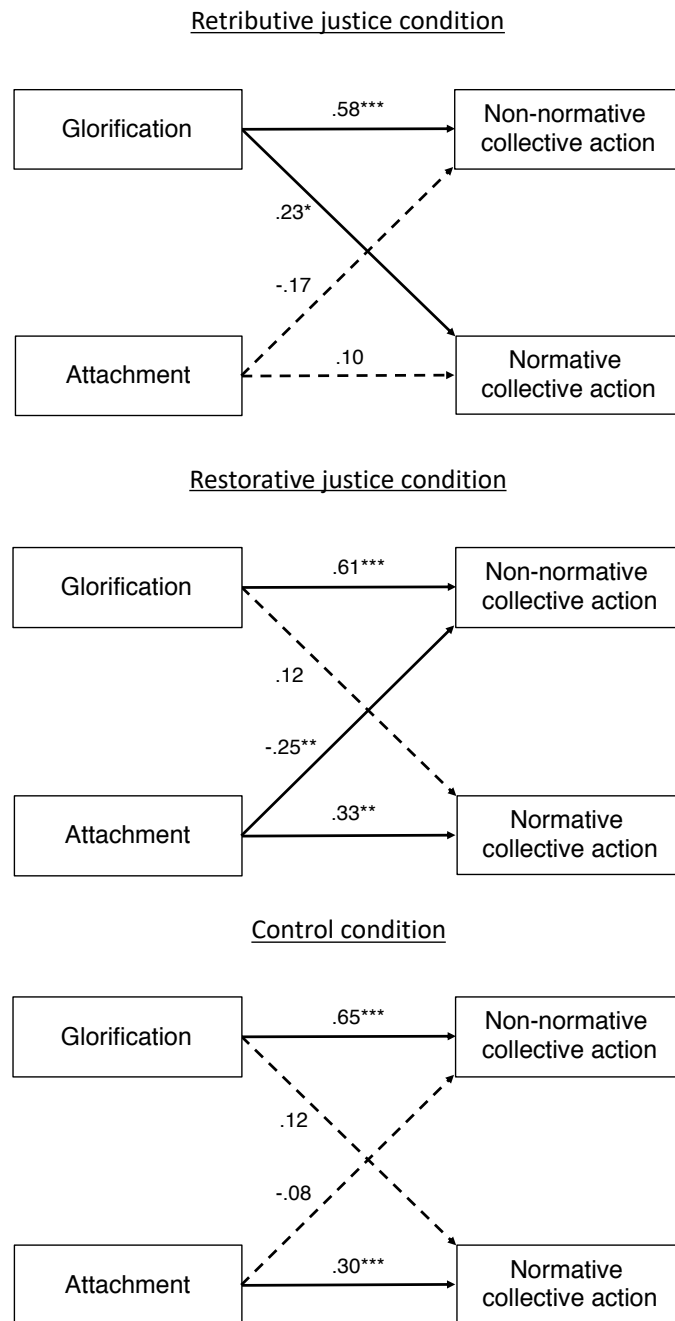 Retributive justice condition
Glorification
.58***
Non-normative
collective action
.23*
-.17
Attachment
.10
Normative
collective action
Restorative justice condition
Glorification
.61***
Non-normative
collective action
.12
-.25**
Attachment
.33**
Normative
collective action
Control condition
Glorification
.65***
Non-normative
collective action
.12
-.08
Attachment
.30***
Normative
collective action